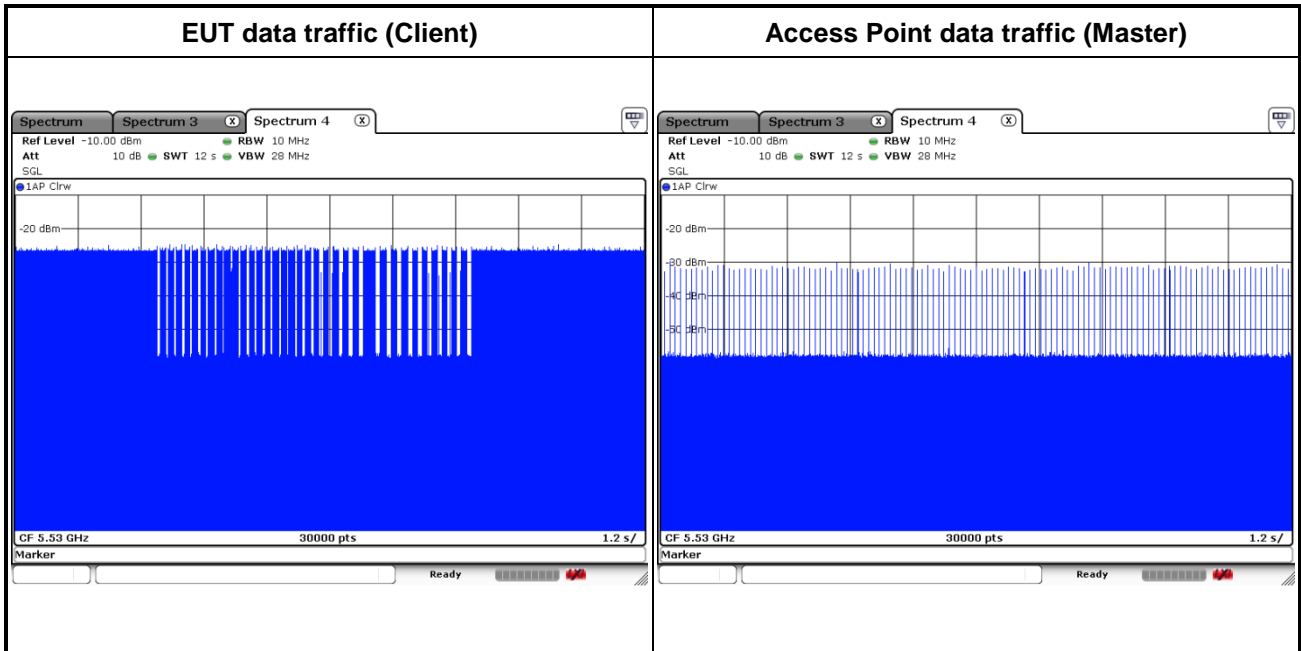 EUT data traffic (Client)
Access Point data traffic (Master)
Spectrum Spectrum 3 X Spectrum 4 X
Ref Level -10.00 dBm RBW 10 MHz
Att 10 dB SWT 12 s VBW 28 MHz
SGL
1AP Clrw
-20 dBm
CF 5.53 GHz 30000 pts 1.2 s/
Marker
Ready
Spectrum Spectrum 3 X Spectrum 4 X
Ref Level -10.00 dBm RBW 10 MHz
Att 10 dB SWT 12 s VBW 28 MHz
SGL
1AP Clrw
-20 dBm
-30 dBm
-40 dBm
-50 dBm
CF 5.53 GHz 30000 pts 1.2 s/
Marker
Ready